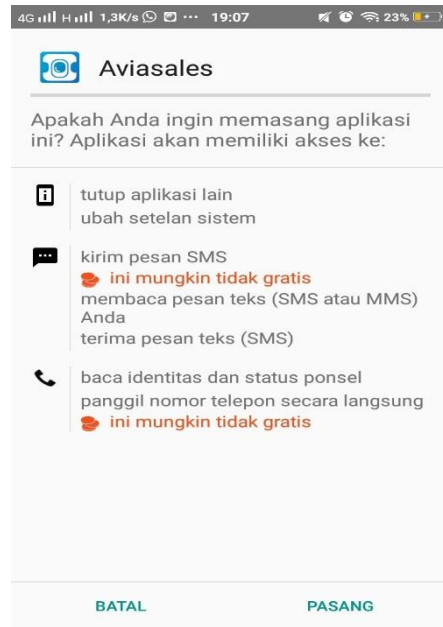 4G H 1,3K/s ··· 19:07 23%
Aviasales
Apakah Anda ingin memasang aplikasi
ini? Aplikasi akan memiliki akses ke:
tutup aplikasi lain
ubah setelan sistem
kirim pesan SMS
ini mungkin tidak gratis
membaca pesan teks (SMS atau MMS)
Anda
terima pesan teks (SMS)
baca identitas dan status ponsel
panggil nomor telepon secara langsung
ini mungkin tidak gratis
BATAL PASANG